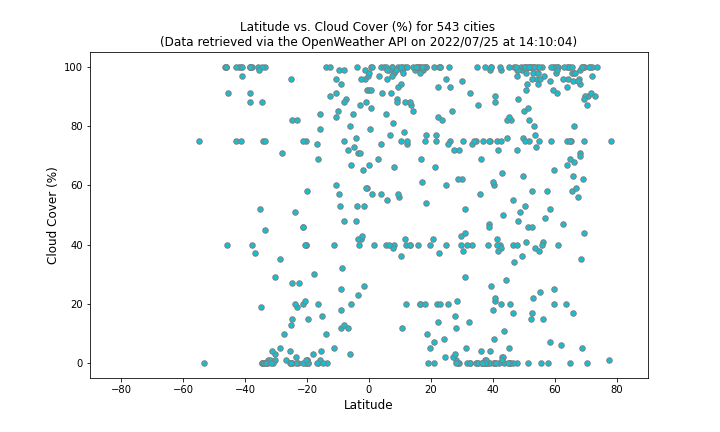 Latitude vs. Cloud Cover (%) for 543 cities
(Data retrieved via the OpenWeather API on 2022/07/25 at 14:10:04)
100
80
60
40
20
0
Cloud Cover (%)
−80 −60 −40 −20 0 20 40 60 80
Latitude